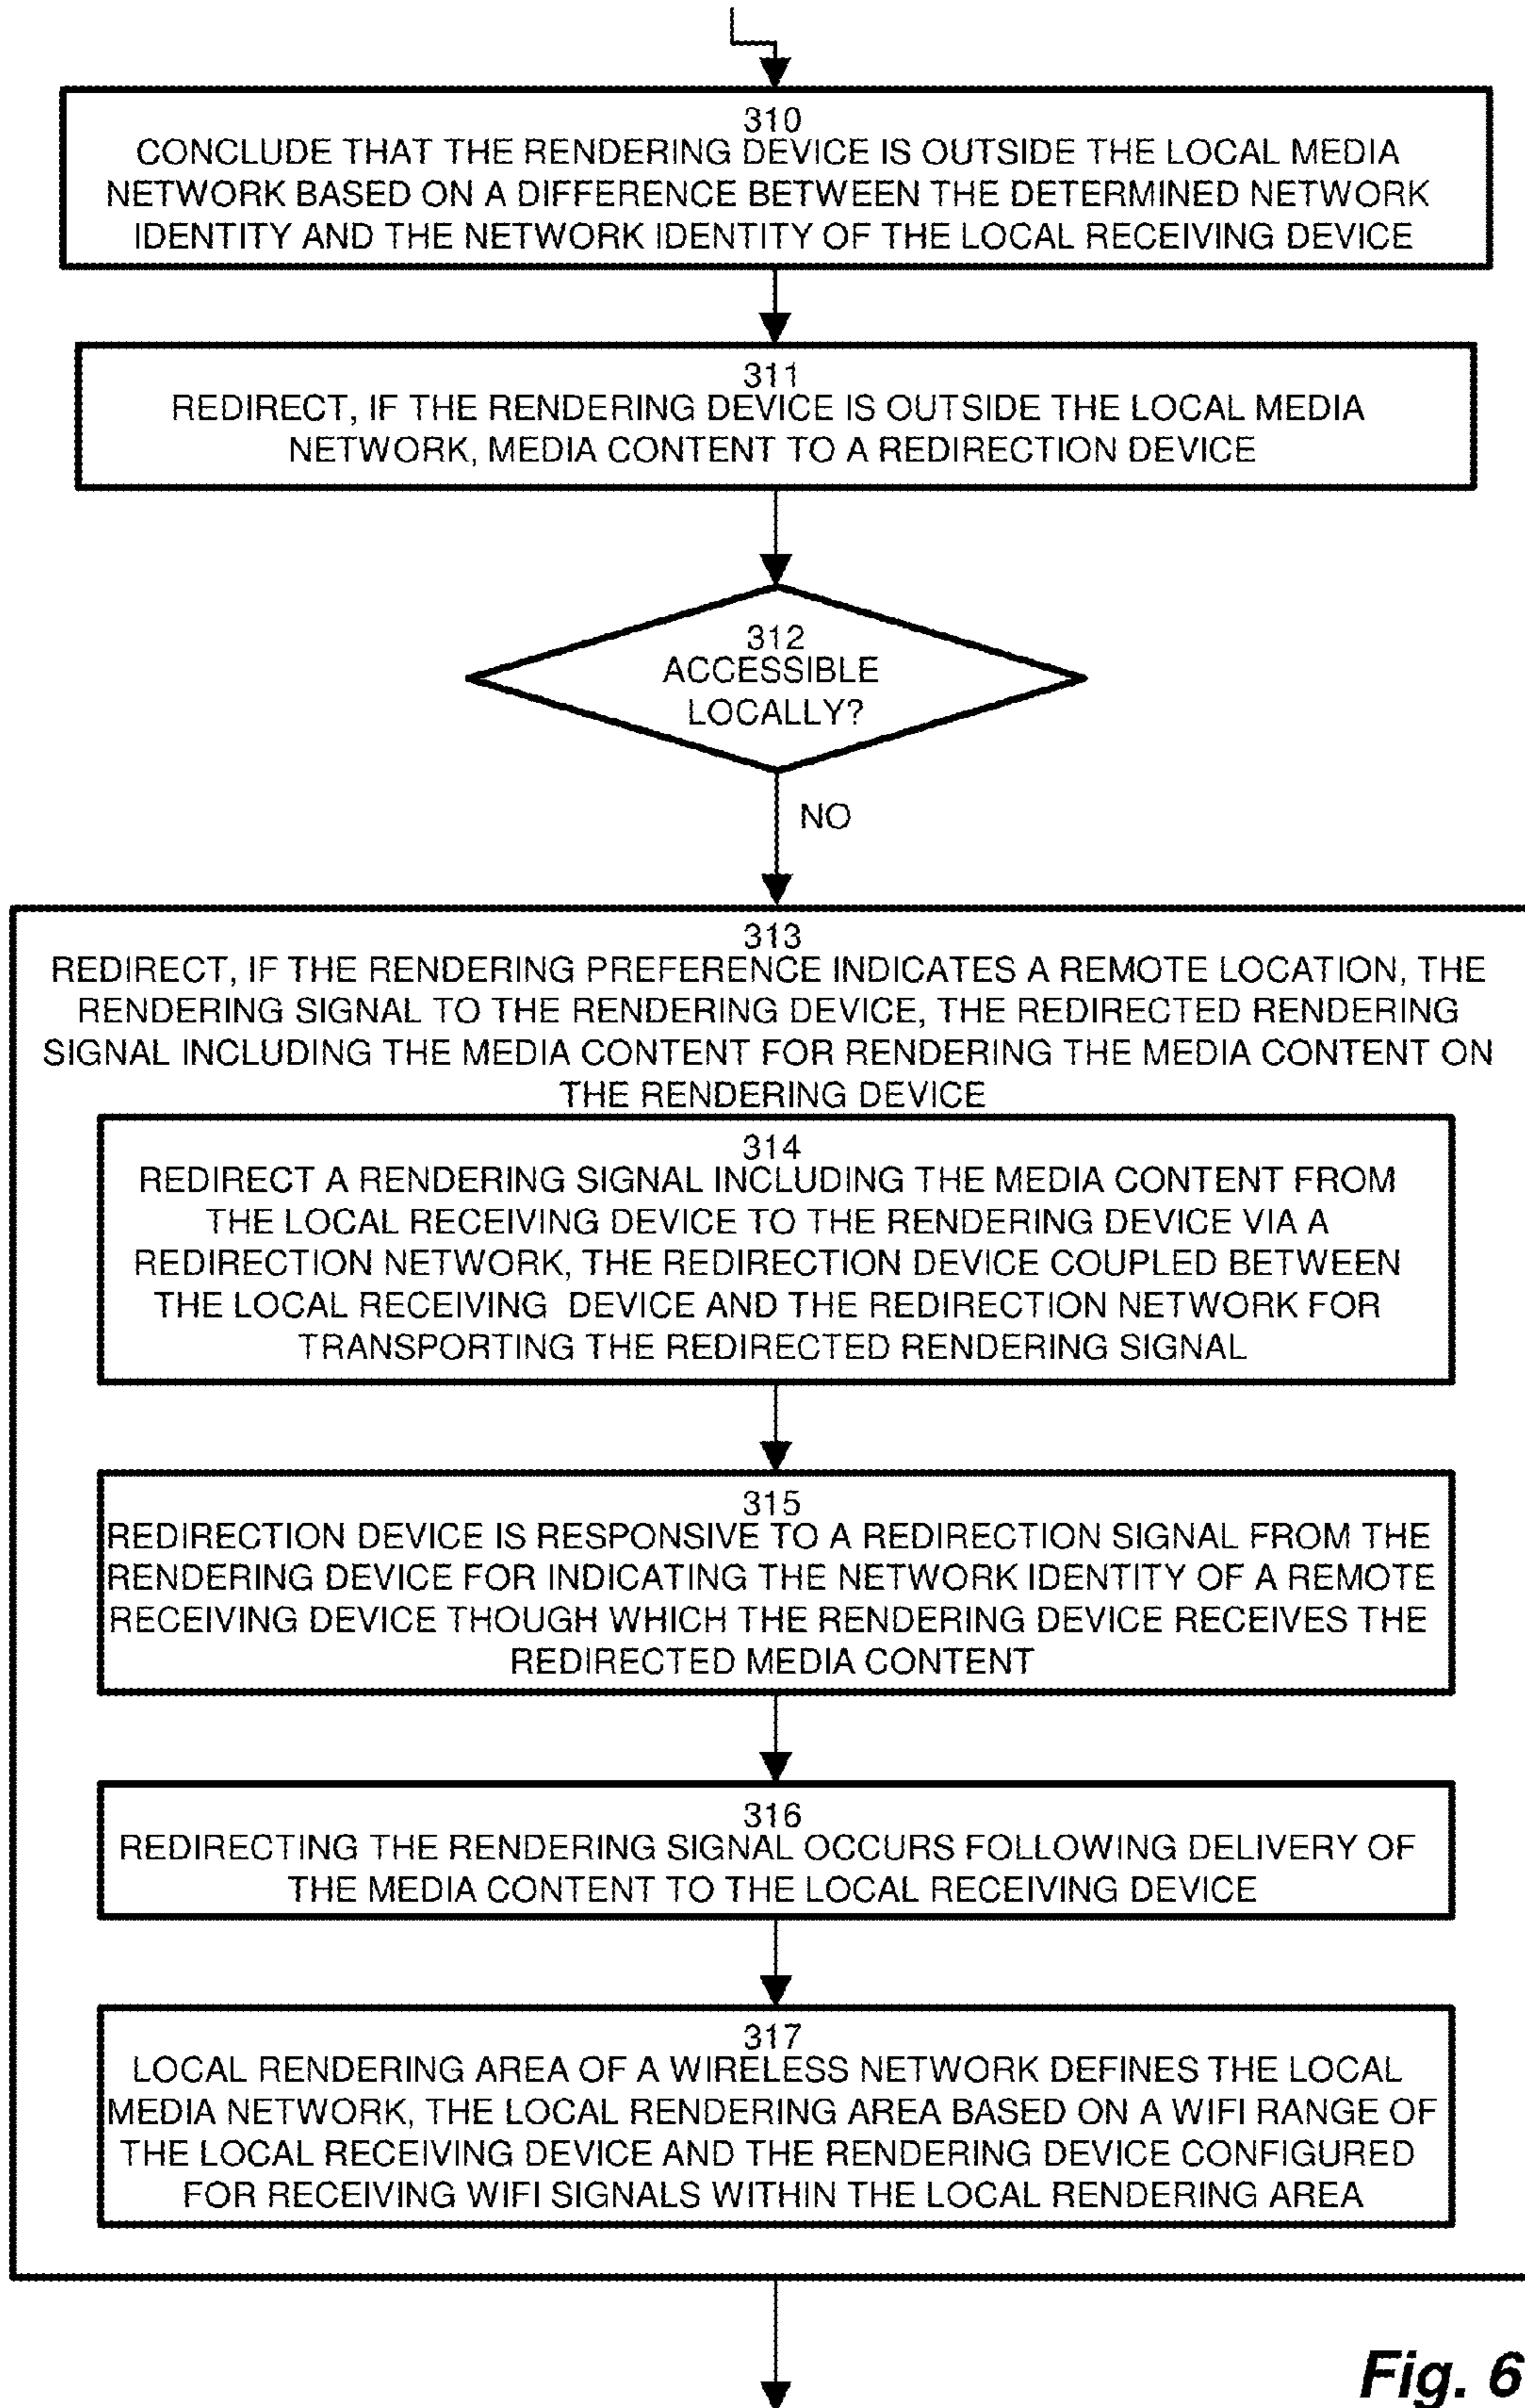 310
CONCLUDE THAT THE RENDERING DEVICE IS OUTSIDE THE LOCAL MEDIA
NETWORK BASED ON A DIFFERENCE BETWEEN THE DETERMINED NETWORK
IDENTITY AND THE NETWORK IDENTITY OF THE LOCAL RECEIVING DEVICE
311
REDIRECT, IF THE RENDERING DEVICE IS OUTSIDE THE LOCAL MEDIA
NETWORK, MEDIA CONTENT TO A REDIRECTION DEVICE
312
ACCESSIBLE
LOCALLY?
NO
313
REDIRECT, IF THE RENDERING PREFERENCE INDICATES A REMOTE LOCATION, THE
RENDERING SIGNAL TO THE RENDERING DEVICE, THE REDIRECTED RENDERING
SIGNAL INCLUDING THE MEDIA CONTENT FOR RENDERING THE MEDIA CONTENT ON
THE RENDERING DEVICE
314
REDIRECT A RENDERING SIGNAL INCLUDING THE MEDIA CONTENT FROM
THE LOCAL RECEIVING DEVICE TO THE RENDERING DEVICE VIA A
REDIRECTION NETWORK, THE REDIRECTION DEVICE COUPLED BETWEEN
THE LOCAL RECEIVING DEVICE AND THE REDIRECTION NETWORK FOR
TRANSPORTING THE REDIRECTED RENDERING SIGNAL
315
REDIRECTION DEVICE IS RESPONSIVE TO A REDIRECTION SIGNAL FROM THE
RENDERING DEVICE FOR INDICATING THE NETWORK IDENTITY OF A REMOTE
RECEIVING DEVICE THOUGH WHICH THE RENDERING DEVICE RECEIVES THE
REDIRECTED MEDIA CONTENT
316
REDIRECTING THE RENDERING SIGNAL OCCURS FOLLOWING DELIVERY OF
THE MEDIA CONTENT TO THE LOCAL RECEIVING DEVICE
317
LOCAL RENDERING AREA OF A WIRELESS NETWORK DEFINES THE LOCAL
MEDIA NETWORK, THE LOCAL RENDERING AREA BASED ON A WIFI RANGE OF
THE LOCAL RECEIVING DEVICE AND THE RENDERING DEVICE CONFIGURED
FOR RECEIVING WIFI SIGNALS WITHIN THE LOCAL RENDERING AREA
Fig. 6